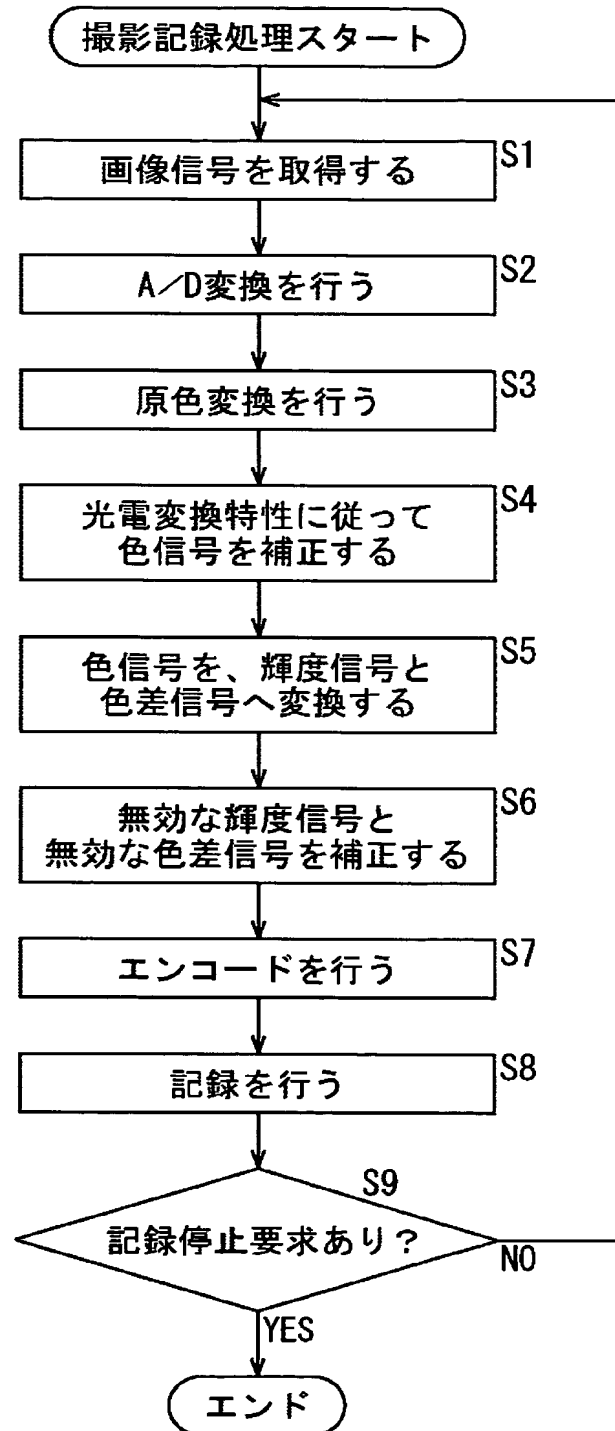 撮影記録処理スタート
S1
画像信号を取得する
S2
A/D変換を行う
S3
原色変換を行う
S4
光電変換特性に従って
色信号を補正する
S5
色信号を、輝度信号と
色差信号へ変換する
S6
無効な輝度信号と
無効な色差信号を補正する
S7
エンコードを行う
S8
記録を行う
S9
記録停止要求あり?
NO
YES
エンド